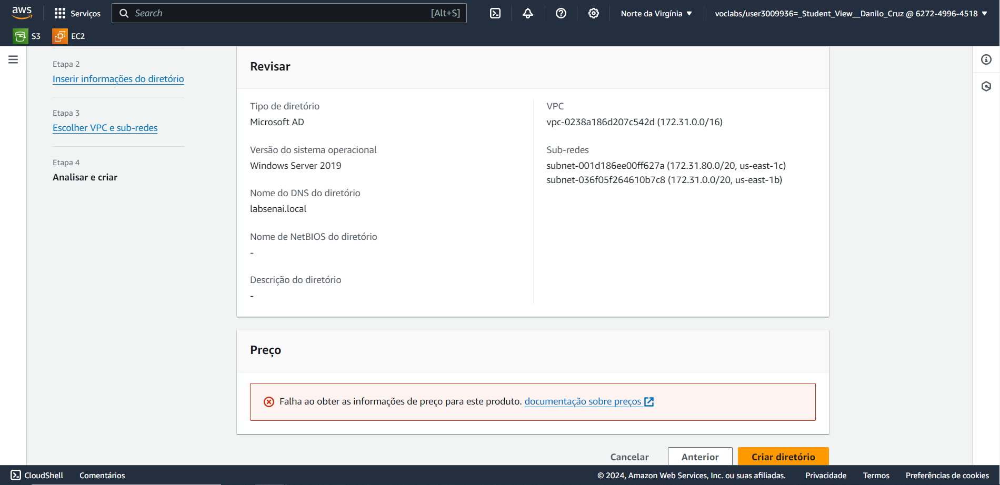 aws
Serviços
Search
[Alt+S]
Norte da Virgínia
voclabs/user3009936=_Student_View__Danilo_Cruz @ 6272-4996-4518
S3
EC2
Etapa 2
Inserir informações do diretório
Etapa 3
Escolher VPC e sub-redes
Etapa 4
Analisar e criar
Revisar
Tipo de diretório
Microsoft AD
Versão do sistema operacional
Windows Server 2019
Nome do DNS do diretório
labsenai.local
Nome de NetBIOS do diretório
-
Descrição do diretório
-
VPC
vpc-0238a186d207c542d (172.31.0.0/16)
Sub-redes
subnet-001d186ee00ff627a (172.31.80.0/20, us-east-1c)
subnet-036f05f264610b7c8 (172.31.0.0/20, us-east-1b)
Preço
Falha ao obter as informações de preço para este produto. documentação sobre preços
Cancelar
Anterior
Criar diretório
CloudShell
Comentários
© 2024, Amazon Web Services, Inc. ou suas afiliadas.
Privacidade
Termos
Preferências de cookies